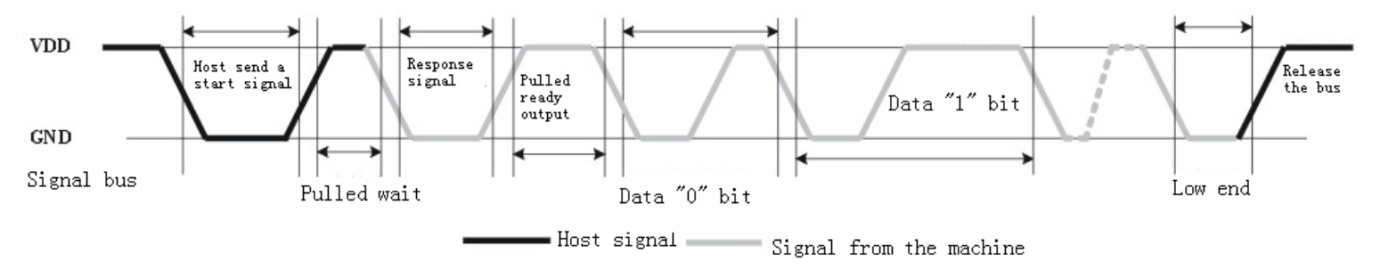 VDD
Host send a
start signal
Response
signal
Pulled
ready
output
Data "1" bit
Release
the bus
GND
Signal bus
Pulled wait
Data "0" bit
Low end
Host signal
Signal from the machine